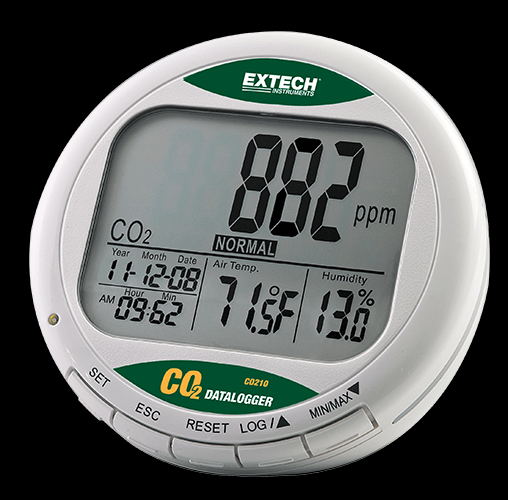 EXTECH
INSTRUMENTS
882 ppm
CO2
NORMAL
Year Month Date
11-12-08
Air Temp.
71.5°F
Humidity
13.0%
Hour Min
AM 09:62
CO210
CO2 DATALOGGER
SET
ESC
RESET
LOG/▲
MIN/MAX▼